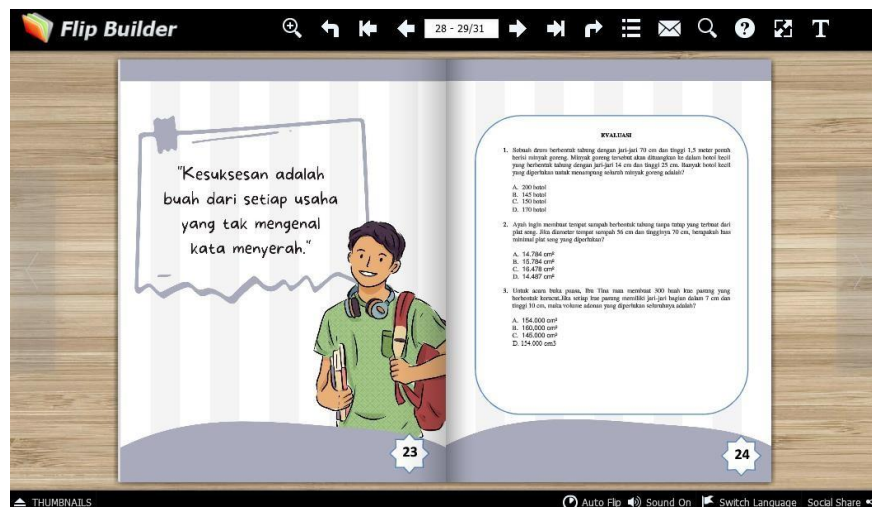 Flip Builder
28 - 29/31
"Kesuksesan adalah
buah dari setiap usaha
yang tak mengenal
kata menyerah."
23
EVALUASI
1. Sebuah drum berbentuk tabung dengan jari-jari 70 cm dan tinggi 1,5 meter penuh
berisi minyak goreng. Minyak goreng tersebut akan dituangkan ke dalam botol kecil
yang berbentuk tabung dengan jari-jari 14 cm dan tinggi 25 cm. Banyak botol kecil
yang diperlukan untuk menampung seluruh minyak goreng adalah?
A. 200 botol
B. 145 botol
C. 150 botol
D. 170 botol
2. Ayah ingin membuat tempat sampah berbentuk tabung tanpa tutup yang terbuat dari
plat seng. Jika diameter tempat sampah 56 cm dan tingginya 70 cm, berapakah luas
minimal plat seng yang diperlukan?
A. 14.784 cm²
B. 15.784 cm²
C. 16.478 cm²
D. 14.487 cm²
3. Untuk acara buka puasa, Ibu Tina mau membuat 300 buah kue pasung yang
berbentuk kerucut.Jika setiap kue pasung memiliki jari-jari bagian dalam 7 cm dan
tinggi 10 cm, maka volume adonan yang diperlukan seluruhnya adalah?
A. 154.000 cm³
B. 160,000 cm³
C. 146.000 cm³
D. 154.000 cm3
24
THUMBNAILS
Auto Flip Sound On Switch Language Social Share